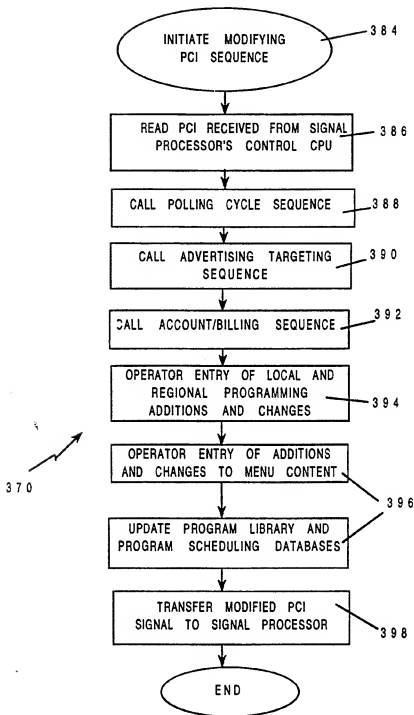 INITIATE MODIFYING
PCI SEQUENCE
384
READ PCI RECEIVED FROM SIGNAL
PROCESSOR'S CONTROL CPU
386
CALL POLLING CYCLE SEQUENCE
388
CALL ADVERTISING TARGETING
SEQUENCE
390
CALL ACCOUNT/BILLING SEQUENCE
392
OPERATOR ENTRY OF LOCAL AND
REGIONAL PROGRAMMING
ADDITIONS AND CHANGES
394
OPERATOR ENTRY OF ADDITIONS
AND CHANGES TO MENU CONTENT
396
370
UPDATE PROGRAM LIBRARY AND
PROGRAM SCHEDULING DATABASES
TRANSFER MODIFIED PCI
SIGNAL TO SIGNAL PROCESSOR
398
END